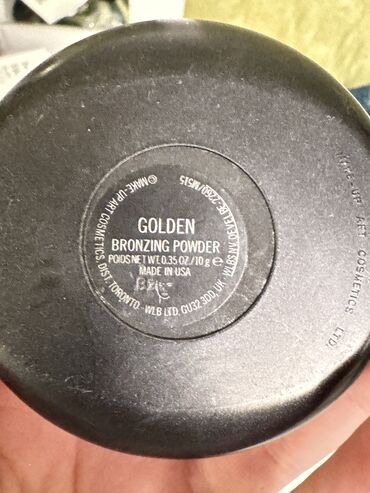 GOLDEN
BRONZING POWDER
POIDS NET WT. 0.35 OZ./10 g ℮
MADE IN USA
©MAKE-UP ART COSMETICS, DIST. TORONTO - WLB LTD, GU32 3DD, UK
MAKE-UP ART COSMETICS LTD.